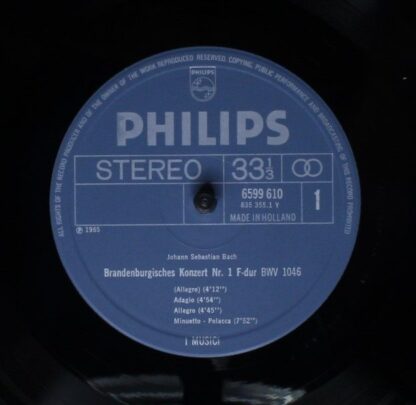 ALL RIGHTS OF THE RECORD PRODUCER AND OF THE OWNER OF THE WORK REPRODUCED RESERVED. COPYING, PUBLIC PERFORMANCE AND BROADCASTING OF THIS RECORD PROHIBITED
PHILIPS
PHILIPS
STEREO 33 1/3
6599 610
835 355.1 Y
MADE IN HOLLAND
1
℗ 1965
Johann Sebastian Bach
Brandenburgisches Konzert Nr. 1 F-dur BWV 1046
(Allegro) (4'12'')
Adagio (4'54'')
Allegro (4'45'')
Minuetto - Polacca (7'52'')
I MUSICI